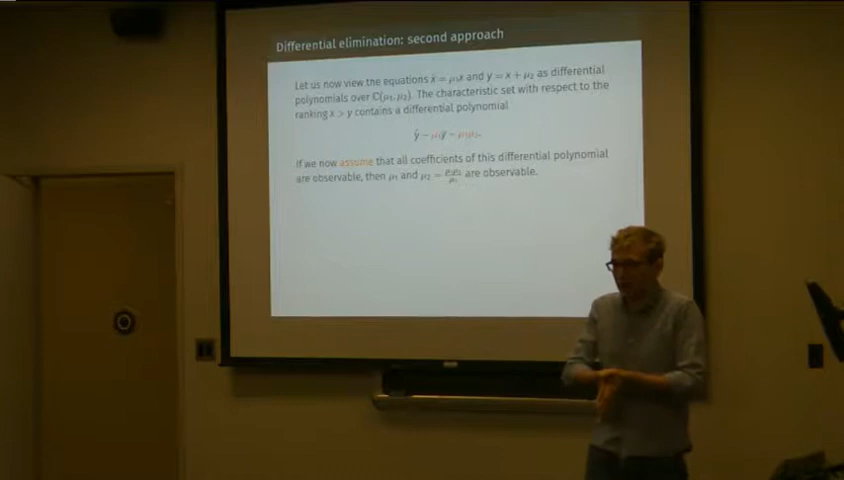 Differential elimination: second approach
Let us now view the equations ẋ = μ₁x and y = x + μ₂ as differential
polynomials over ℂ(μ₁, μ₂). The characteristic set with respect to the
ranking x > y contains a differential polynomial
ẏ − μ₁y −
If we now assume that all coefficients of this differential polynomial
are observable, then μ₁ and μ₂ = are observable.